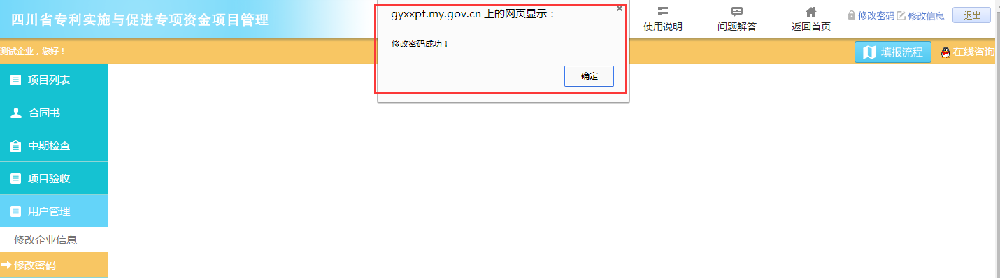 四川省专利实施与促进专项资金项目管理
gyxxpt.my.gov.cn 上的网页显示：
修改密码成功！
确定
使用说明
问题解答
返回首页
修改密码
修改信息
退出
测试企业，您好！
填报流程
在线咨询
项目列表
合同书
中期检查
项目验收
用户管理
修改企业信息
修改密码